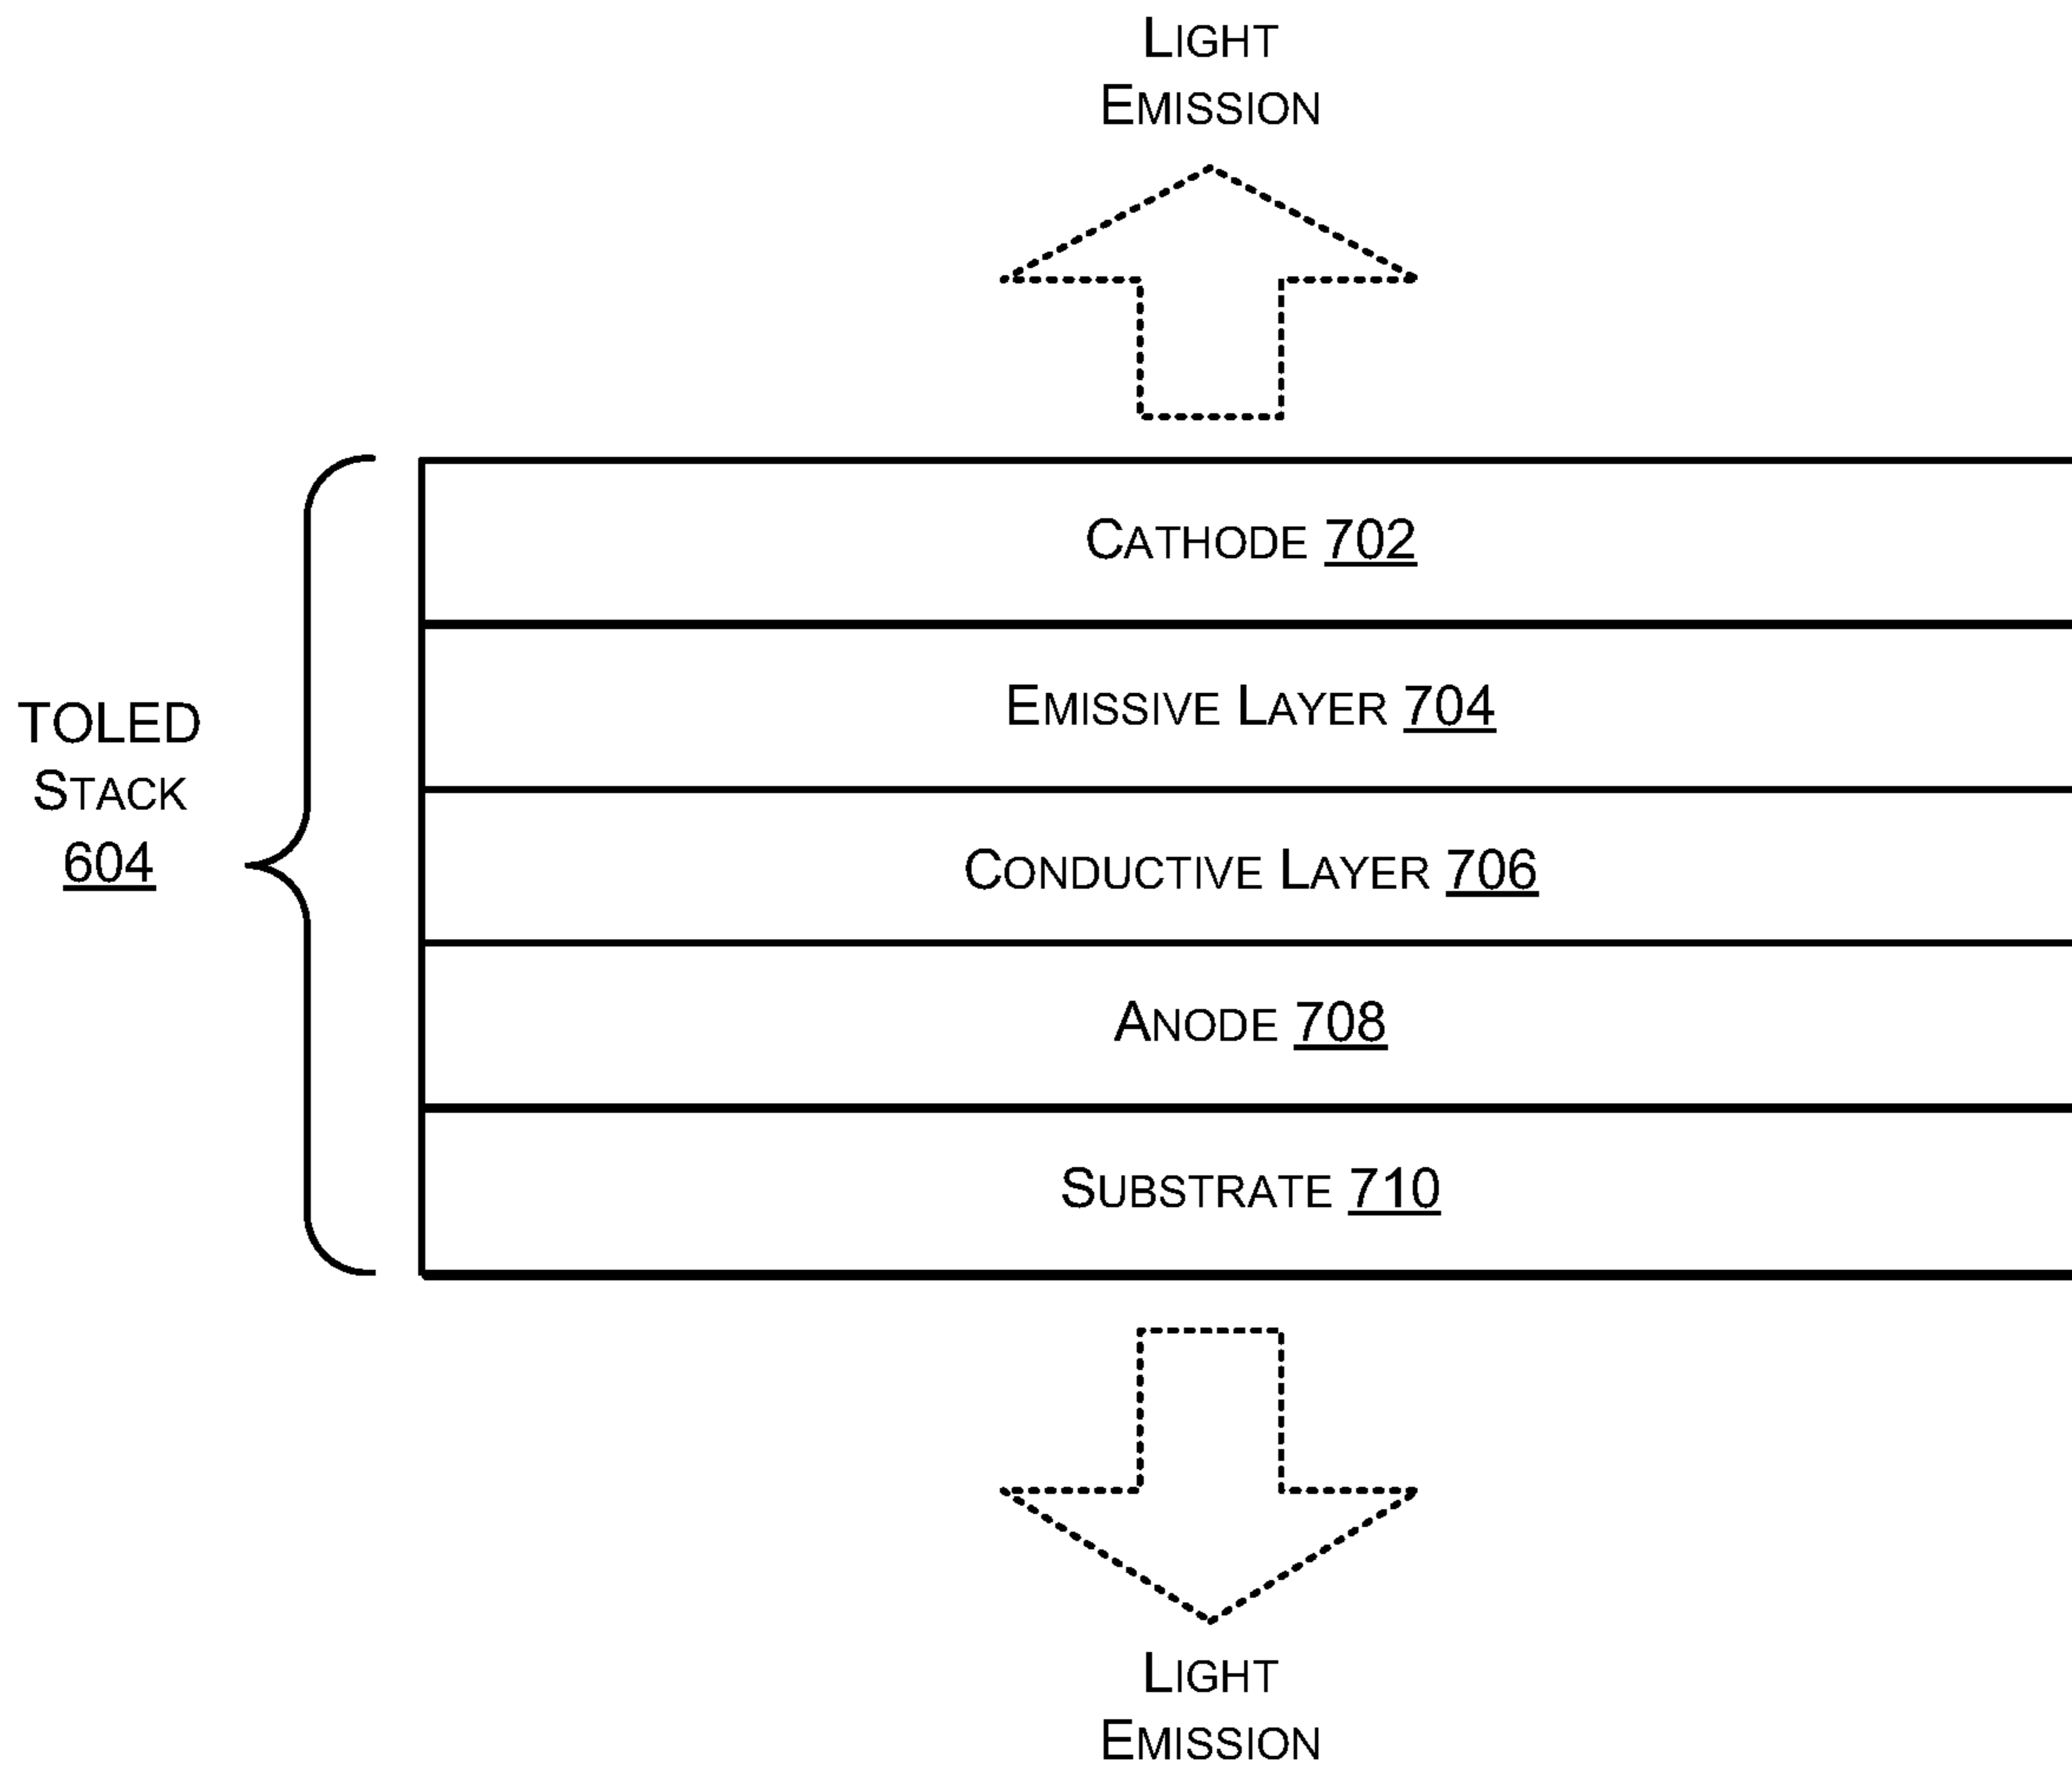 LIGHT
EMISSION
CATHODE 702
EMISSIVE LAYER 704
TOLED
STACK
604
CONDUCTIVE LAYER 706
ANODE 708
SUBSTRATE 710
LIGHT
EMISSION